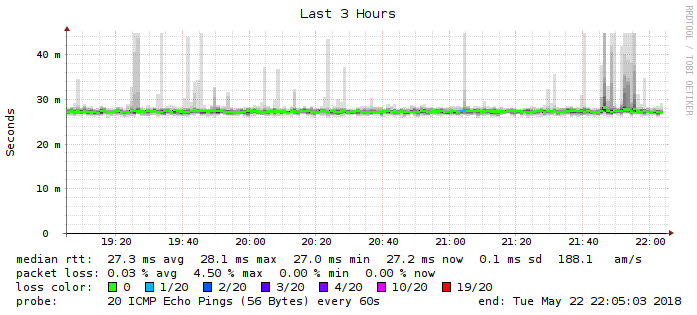 Last 3 Hours
RRDTOOL / TOBI OETIKER
Seconds
40 m
30 m
20 m
10 m
0
19:20 19:40 20:00 20:20 20:40 21:00 21:20 21:40 22:00
median rtt: 27.3 ms avg 28.1 ms max 27.0 ms min 27.2 ms now 0.1 ms sd 188.1 am/s
packet loss: 0.03 % avg 4.50 % max 0.00 % min 0.00 % now
loss color: 0 1/20 2/20 3/20 4/20 10/20 19/20
probe: 20 ICMP Echo Pings (56 Bytes) every 60s end: Tue May 22 22:05:03 2018